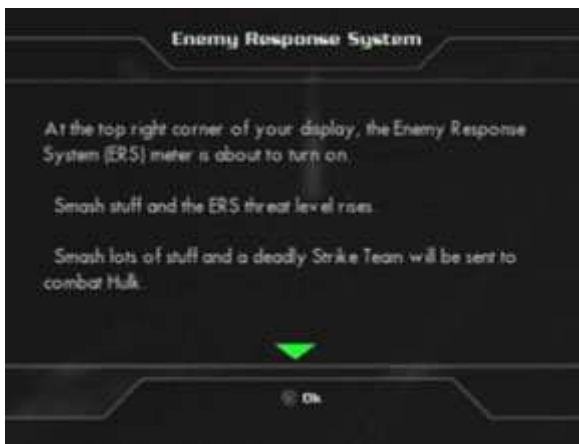 Enemy Response System
At the top right corner of your display, the Enemy Response
System (ERS) meter is about to turn on.
Smash stuff and the ERS threat level rises.
Smash lots of stuff and a deadly Strike Team will be sent to
combat Hulk.
Ok